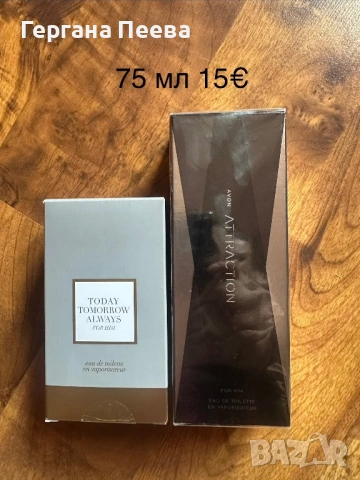 Гергана Пеева
75 мл 15€
TODAY
TOMORROW
ALWAYS
FOR HIM
eau de toilette
en vaporisateur
AVON
ATTRACTION
FOR HIM
EAU DE TOILETTE
EN VAPORISATEUR
BAZAR